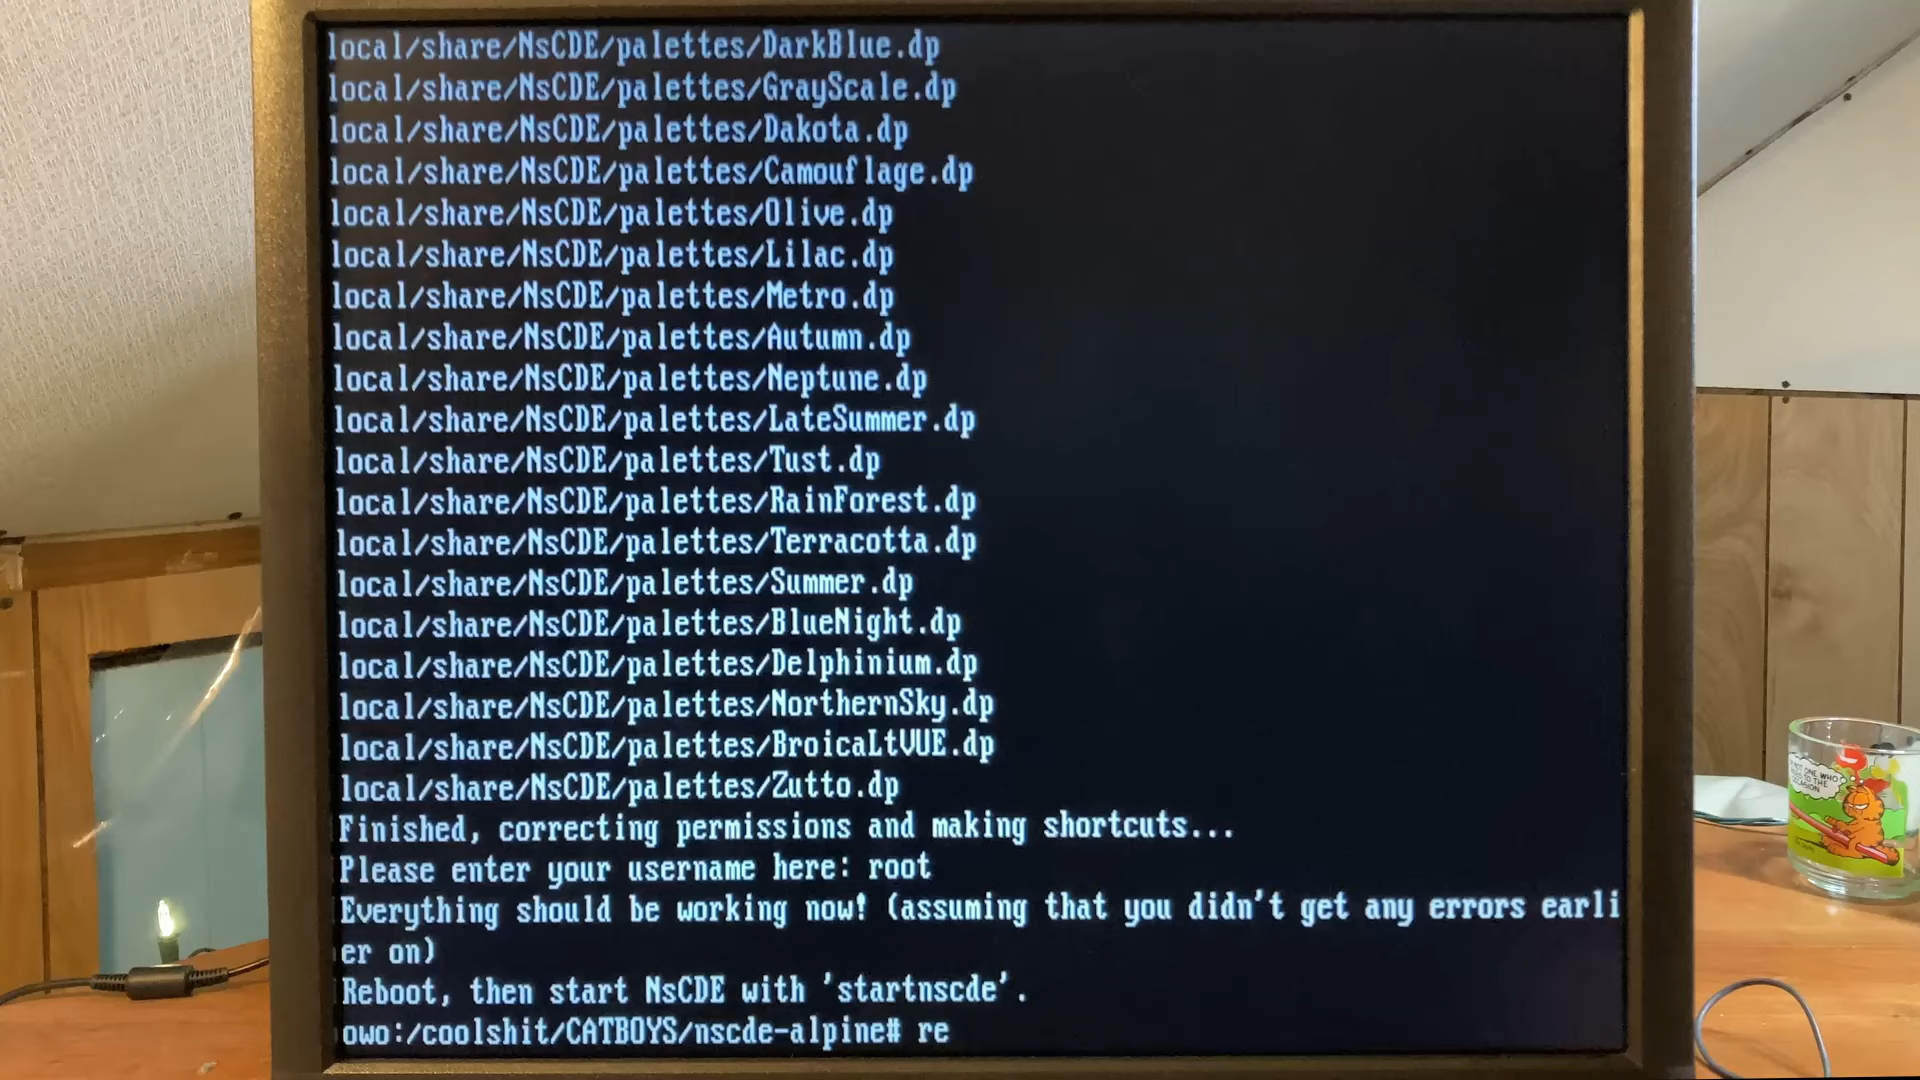 local/share/NsCDE/palettes/DarkBlue.dp
local/share/NsCDE/palettes/GrayScale.dp
local/share/NsCDE/palettes/Dakota.dp
local/share/NsCDE/palettes/Camouflage.dp
local/share/NsCDE/palettes/Olive.dp
local/share/NsCDE/palettes/Lilac.dp
local/share/NsCDE/palettes/Metro.dp
local/share/NsCDE/palettes/Autumn.dp
local/share/NsCDE/palettes/Neptune.dp
local/share/NsCDE/palettes/LateSummer.dp
local/share/NsCDE/palettes/Tust.dp
local/share/NsCDE/palettes/RainForest.dp
local/share/NsCDE/palettes/Terracotta.dp
local/share/NsCDE/palettes/Summer.dp
local/share/NsCDE/palettes/BlueNight.dp
local/share/NsCDE/palettes/Delphinium.dp
local/share/NsCDE/palettes/NorthernSky.dp
local/share/NsCDE/palettes/BroicaLtVUE.dp
local/share/NsCDE/palettes/Zutto.dp
Finished, correcting permissions and making shortcuts...
Please enter your username here: root
Everything should be working now! (assuming that you didn't get any errors earli
er on)
Reboot, then start NsCDE with 'startnscde'.
owo:/coolshit/CATBOYS/nscde-alpine# re
NOT ONE WHO
TO THE
OCCASION